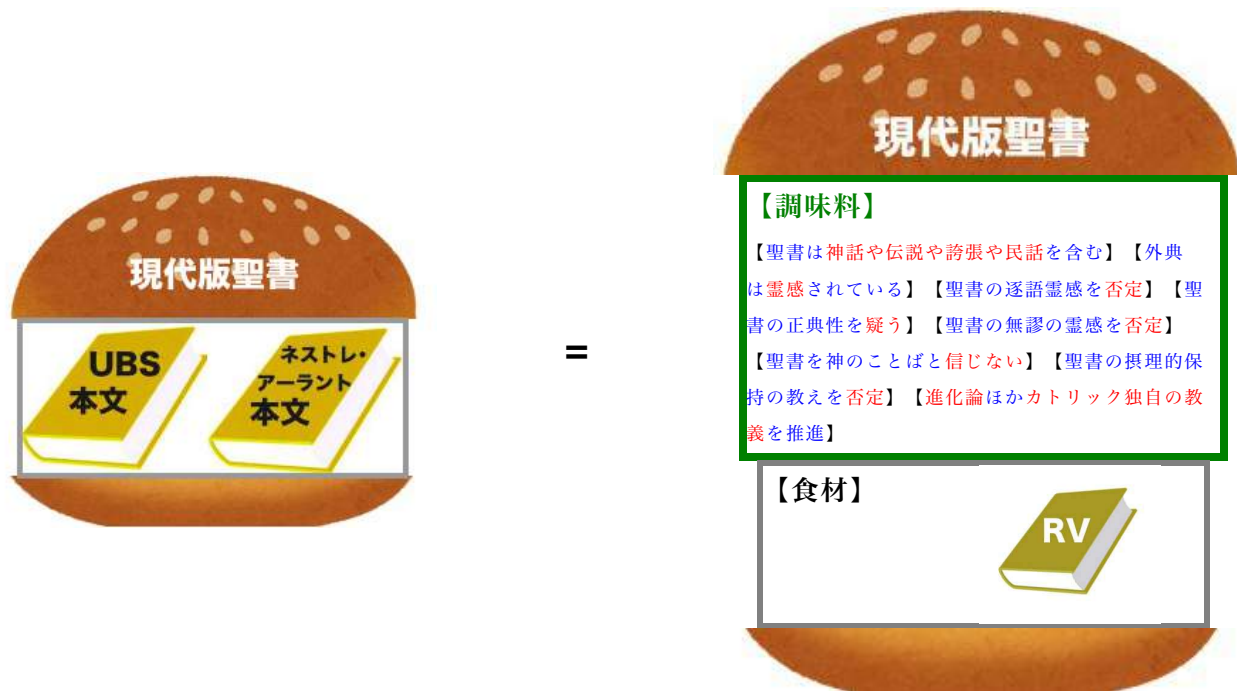 現代版聖書
UBS
本文
ネストレ・
アーラント
本文
=
現代版聖書
【調味料】
【聖書は神話や伝説や誇張や民話を含む】【外典
は霊感されている】【聖書の逐語霊感を否定】【聖
書の正典性を疑う】【聖書の無謬の霊感を否定】
【聖書を神のことばと信じない】【聖書の摂理的保
持の教えを否定】【進化論ほかカトリック独自の教
義を推進】
【食材】
RV